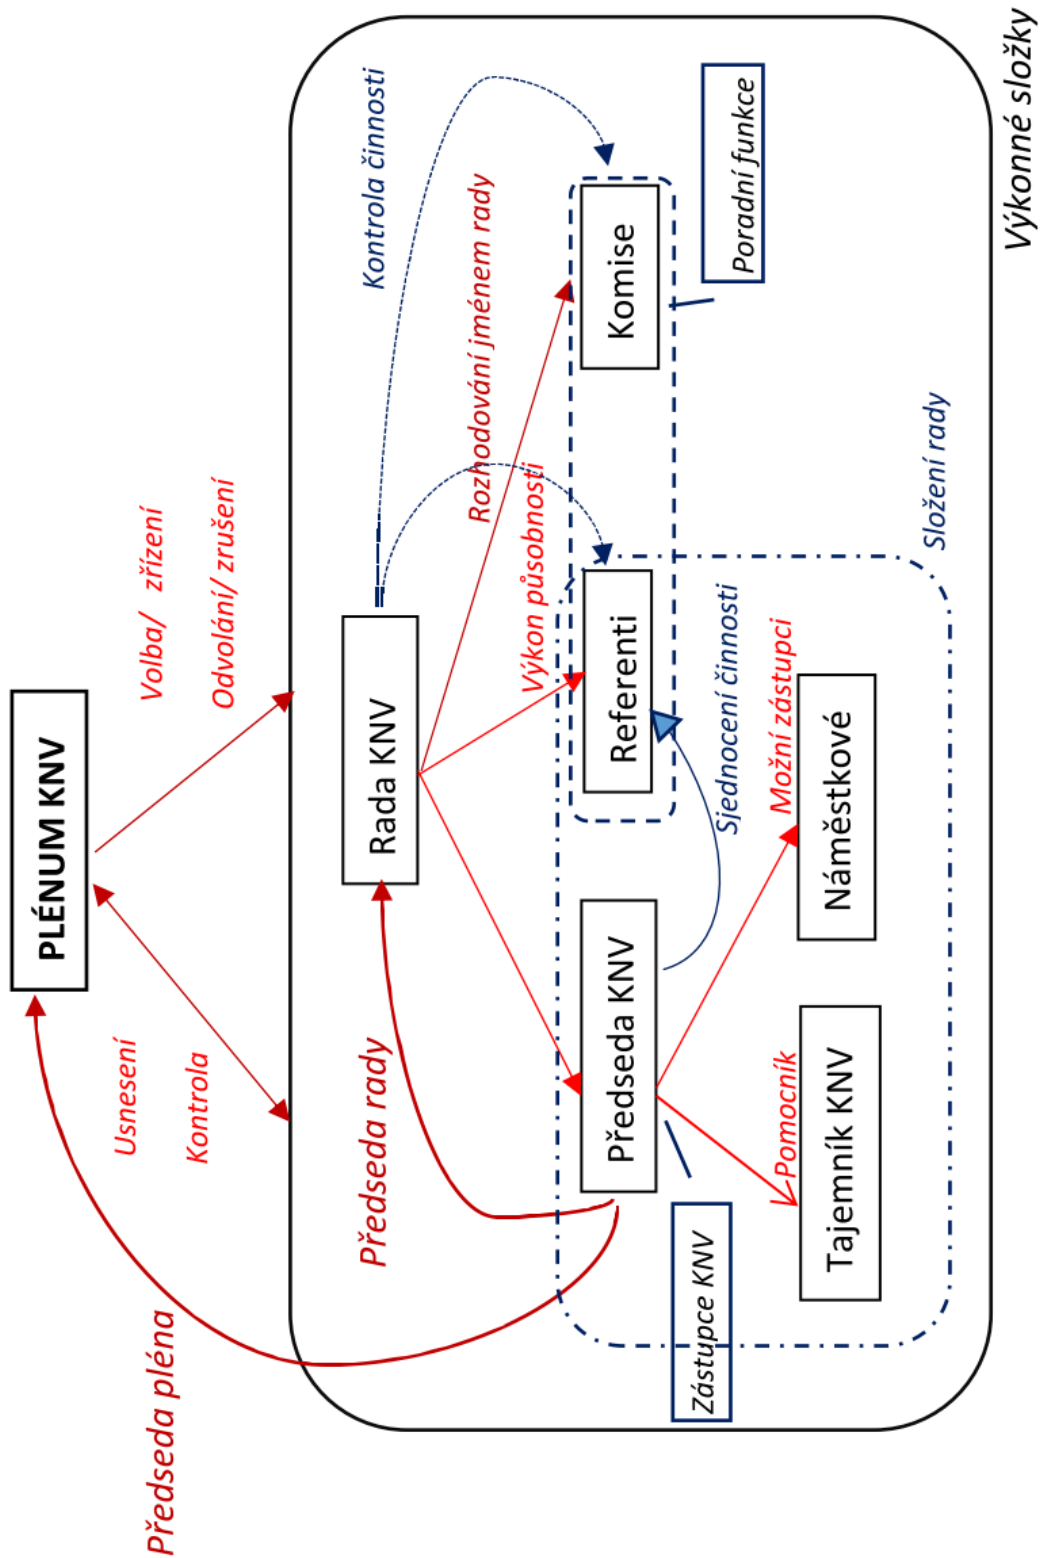 PLÉNUM KNV
Předseda pléna
Usnesení
Kontrola
Volba/ zřízení
Odvolání/ zrušení
Předseda rady
Rada KNV
Kontrola činnosti
Rozhodování jménem rady
Výkon působnosti
Předseda KNV
Referenti
Komise
Zástupce KNV
Sjednocení činnosti
Poradní funkce
Pomocník
Možní zástupci
Tajemník KNV
Náměstkové
Složení rady
Výkonné složky